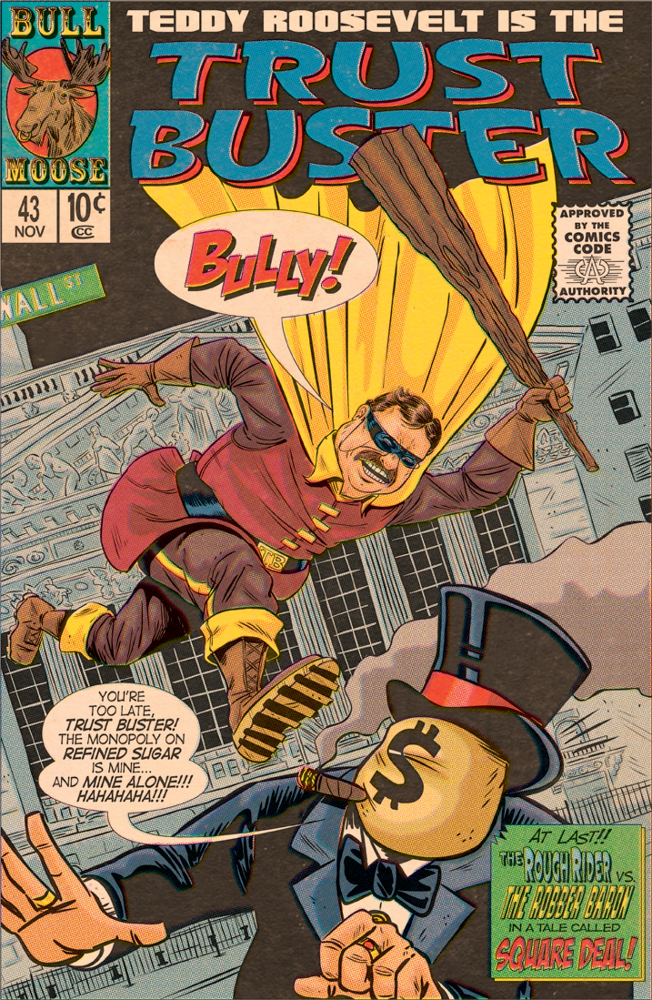 BULL
MOOSE
43
NOV
10¢
CC
TEDDY ROOSEVELT IS THE
TRUST
BUSTER
APPROVED
BY THE
COMICS
CODE
CA
AUTHORITY
BULLY!
WALL ST
TB
YOU'RE
TOO LATE,
TRUST BUSTER!
THE MONOPOLY ON
REFINED SUGAR
IS MINE...
AND MINE ALONE!!!
HAHAHAHA!!!
$
AT LAST!!
THE ROUGH RIDER VS.
THE ROBBER BARON
IN A TALE CALLED
SQUARE DEAL!